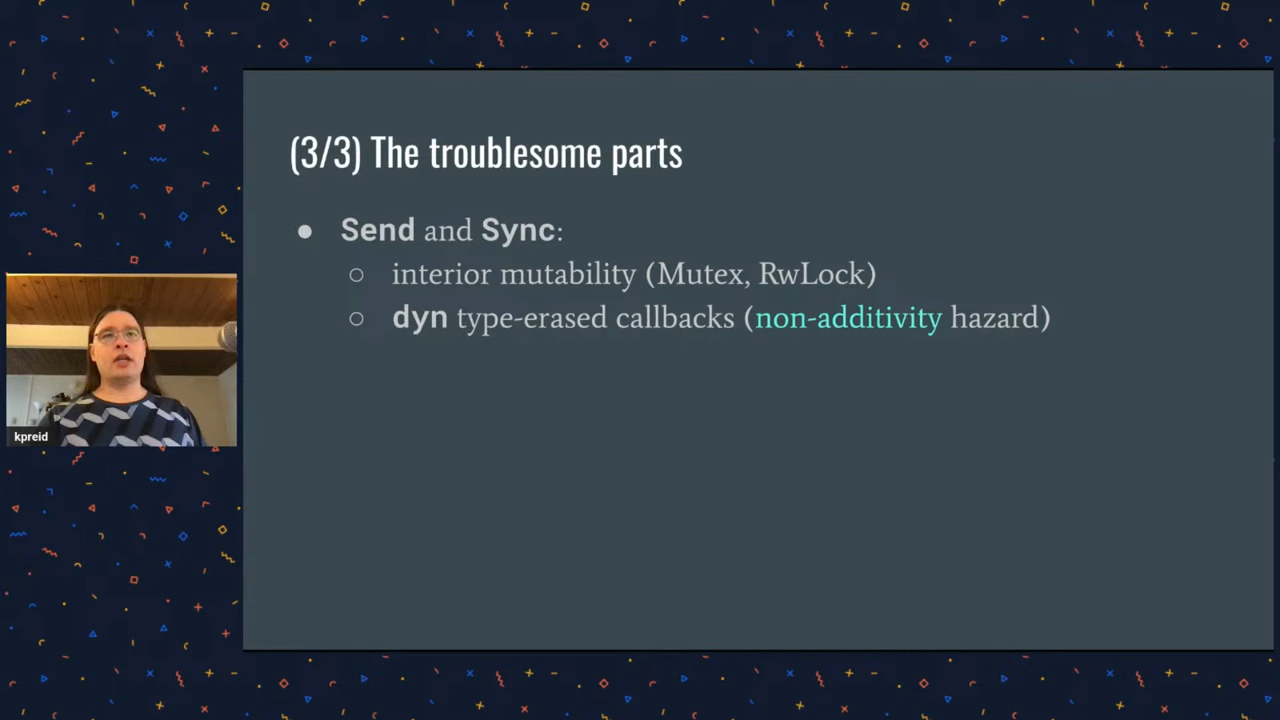 (3/3) The troublesome parts
● Send and Sync:
○ interior mutability (Mutex, RwLock)
○ dyn type-erased callbacks (non-additivity hazard)
kpreid